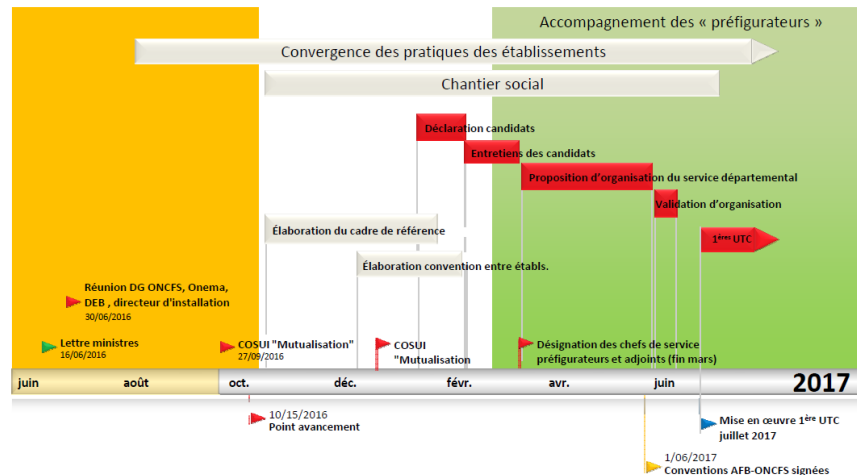 Accompagnement des « préfigurateurs »
Convergence des pratiques des établissements
Chantier social
Déclaration candidats
Entretiens des candidats
Proposition d'organisation du service départemental
Validation d'organisation
Élaboration du cadre de référence
1ères UTC
Élaboration convention entre établs.
Réunion DG ONCFS, Onema,
DEB , directeur d'installation
30/06/2016
Lettre ministres
16/06/2016
COSUI "Mutualisation"
27/09/2016
COSUI
"Mutualisation
Désignation des chefs de service
préfigurateurs et adjoints (fin mars)
juin août oct. déc. févr. avr. juin 2017
10/15/2016
Point avancement
Mise en œuvre 1ère UTC
juillet 2017
1/06/2017
Conventions AFB-ONCFS signées